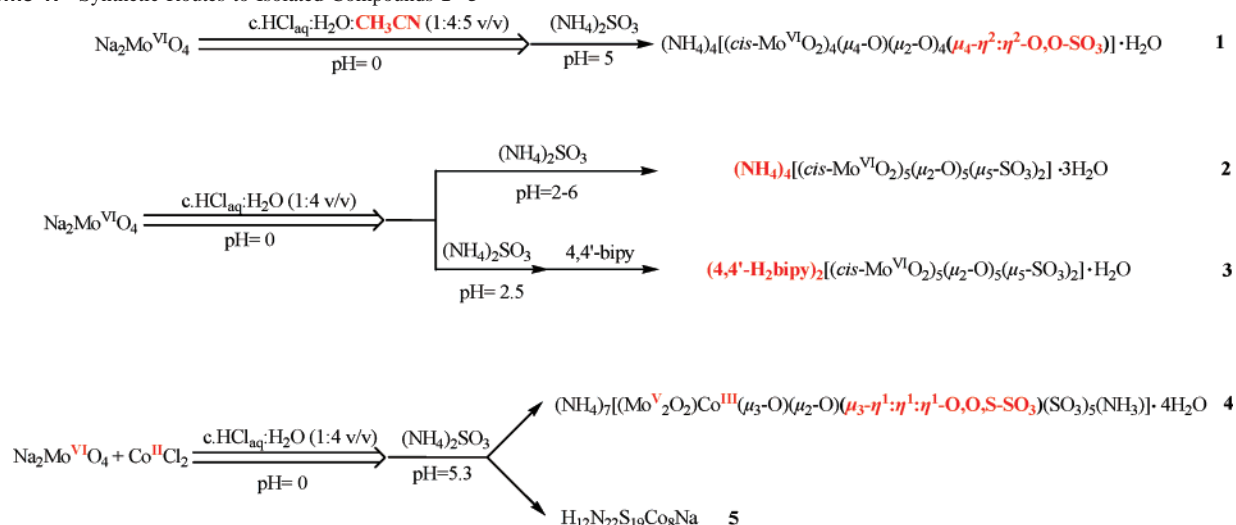 Synthetic Routes to Isolated Compounds
c.HClaq:H2O:CH3CN (1:4:5 v/v)
(NH4)2SO3
Na2MoVIO4
pH= 0
pH= 5
(NH4)4[(cis-MoVIO2)4(μ4-O)(μ2-O)4(μ4-η2:η2-O,O-SO3)]·H2O 1
(NH4)2SO3
pH=2-6
(NH4)4[(cis-MoVIO2)5(μ2-O)5(μ5-SO3)2] ·3H2O 2
c.HClaq:H2O (1:4 v/v)
Na2MoVIO4
pH= 0
(NH4)2SO3 4,4'-bipy
pH= 2.5
(4,4'-H2bipy)2[(cis-MoVIO2)5(μ2-O)5(μ5-SO3)2]·H2O 3
(NH4)7[(MoV2O2)CoIII(μ3-O)(μ2-O)(μ3-η1:η1:η1-O,O,S-SO3)(SO3)5(NH3)]· 4H2O 4
c.HClaq:H2O (1:4 v/v)
(NH4)2SO3
Na2MoVIO4 + CoIICl2
pH= 0
pH=5.3
H12N22S19Co8Na 5